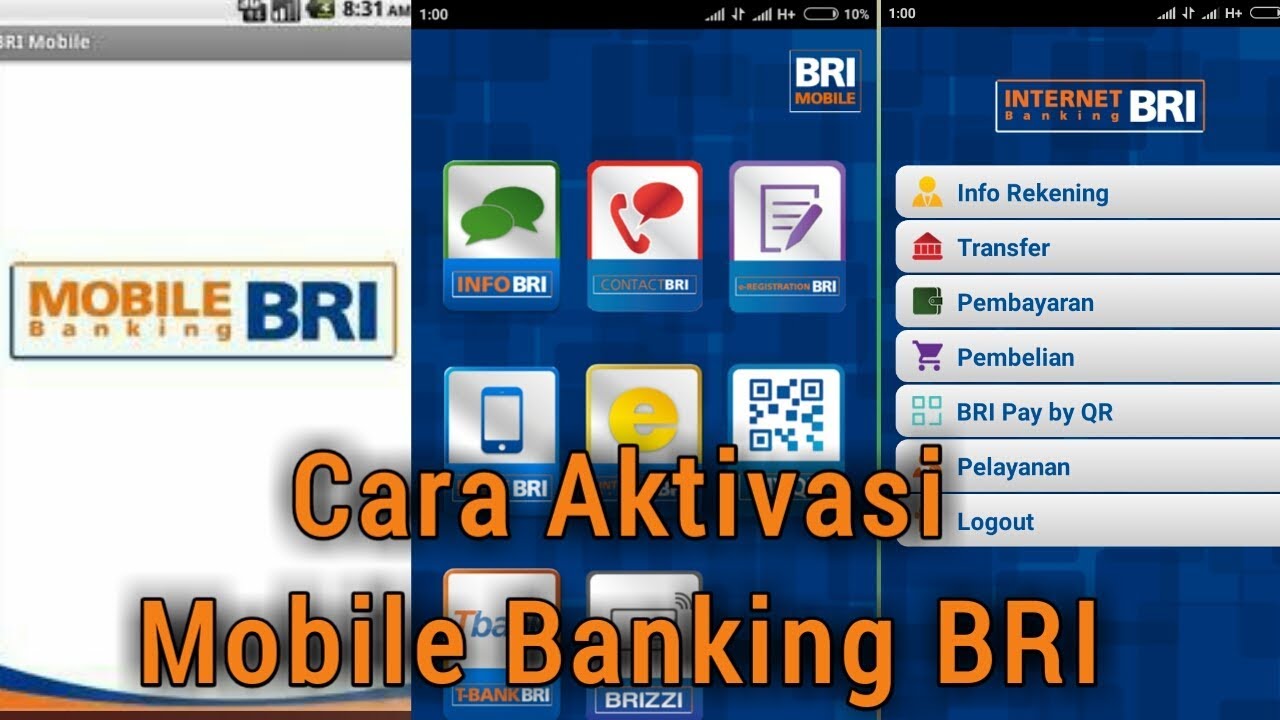 8:31 AM
BRI Mobile
MOBILE BRI
Banking
1:00
H+
10%
BRI
MOBILE
INFO BRI
CONTACT BRI
e-REGISTRATION BRI
BRI
T-BANK BRI
BRIZZI
1:00
H+
INTERNET BRI
Banking
Info Rekening
Transfer
Pembayaran
Pembelian
BRI Pay by QR
Pelayanan
Logout
Cara Aktivasi
Mobile Banking BRI